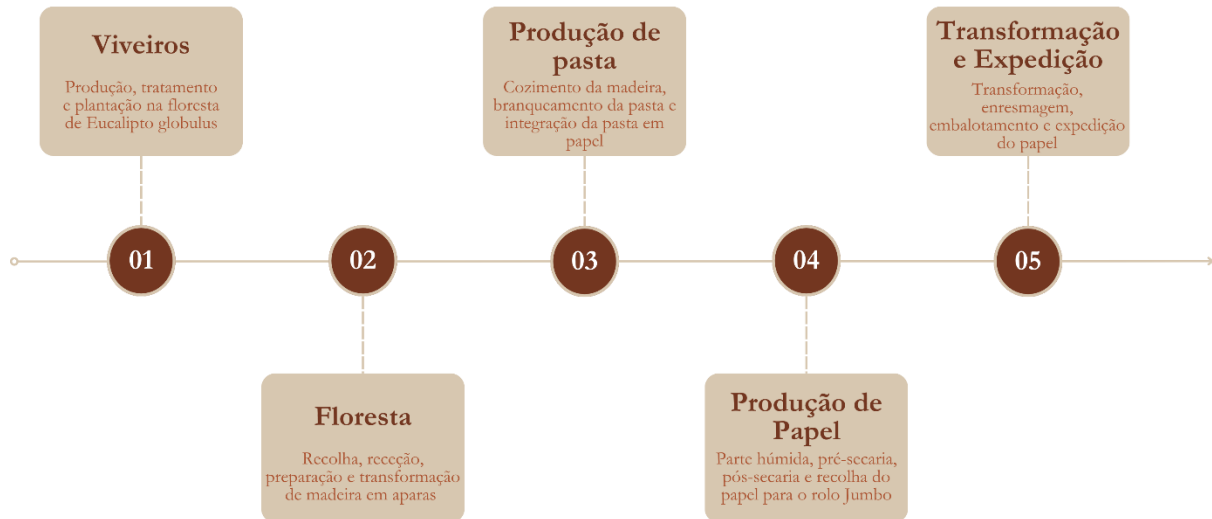 Viveiros
Produção, tratamento
e plantação na floresta
de Eucalipto globulus
01
02
Floresta
Recolha, receção,
preparação e transformação
de madeira em aparas
Produção de
pasta
Cozimento da madeira,
branqueamento da pasta e
integração da pasta em
papel
03
04
Produção de
Papel
Parte húmida, pré-secaria,
pós-secaria e recolha do
papel para o rolo Jumbo
Transformação
e Expedição
Transformação,
enresmagem,
embalotamento e expedição
do papel
05